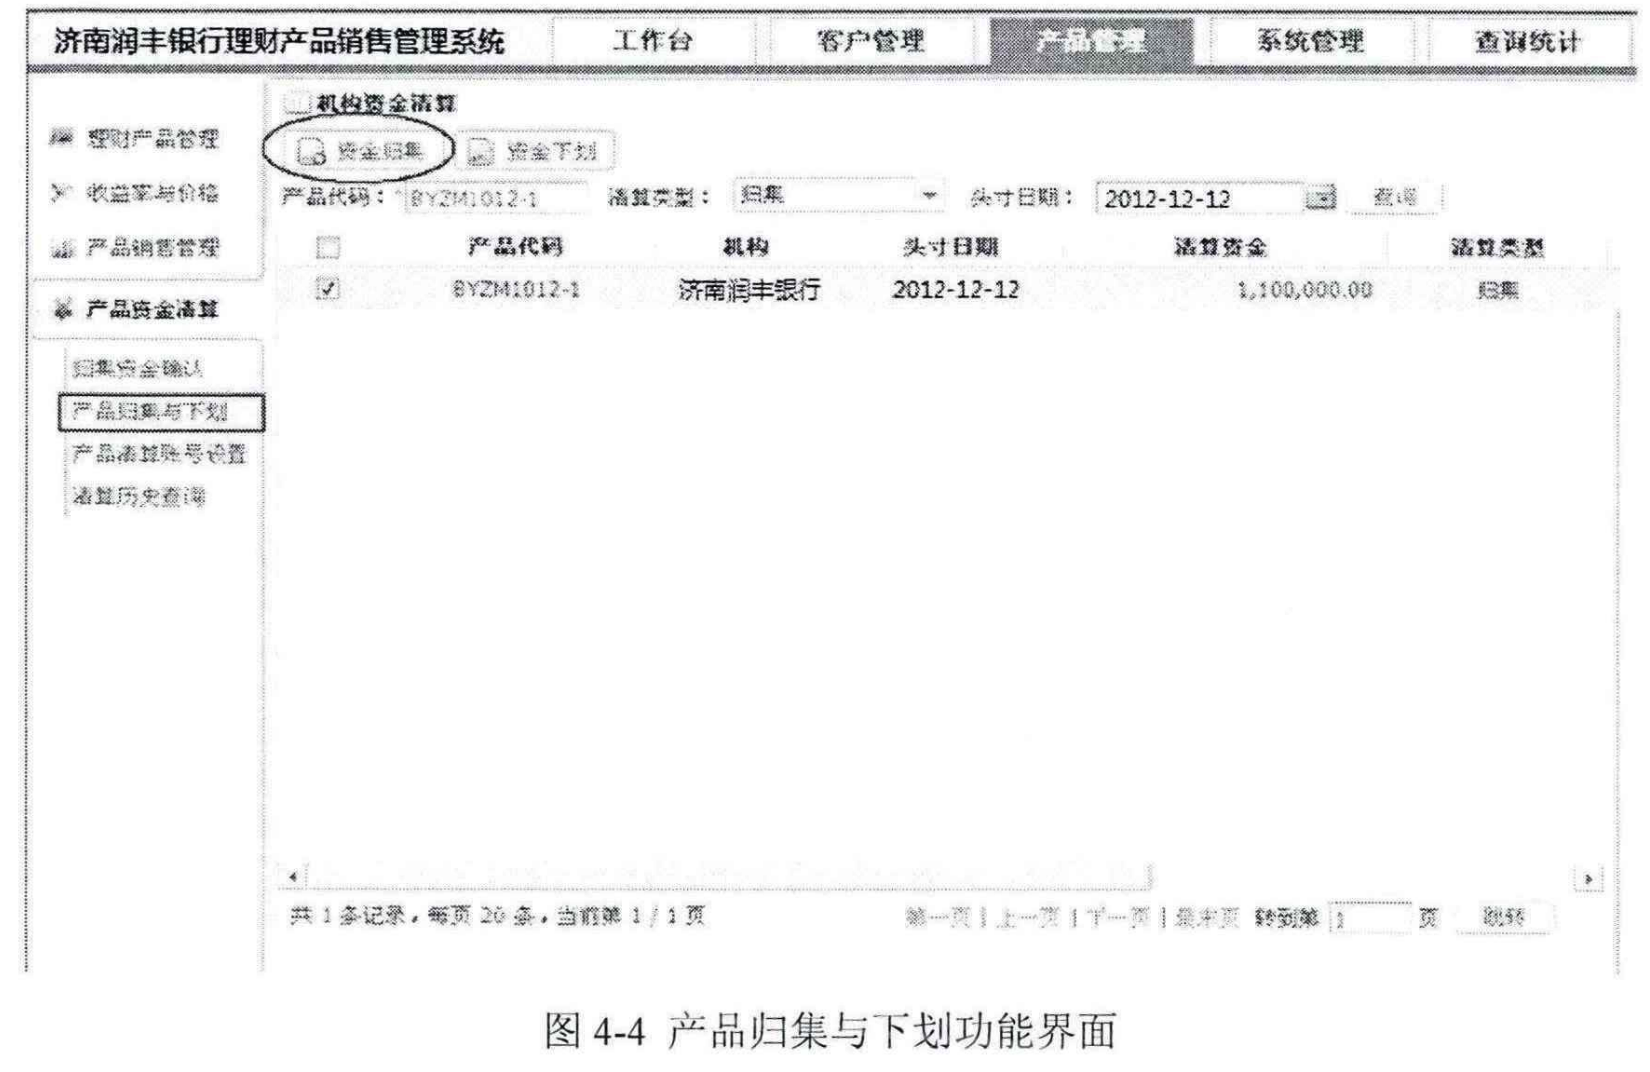 济南润丰银行理财产品销售管理系统 工作台 客户管理 产品管理 系统管理 查询统计
机构资金清算
理财产品管理
资金归集 资金下划
收益率与价格
产品代码： BYZM1012-1 清算类型： 归集 头寸日期： 2012-12-12 查询
产品销售管理
产品代码 机构 头寸日期 清算资金 清算类型
BYZM1012-1 济南润丰银行 2012-12-12 1,100,000.00 归集
产品资金清算
归集资金确认
产品归集与下划
产品清算账号设置
清算历史查询
共 1 条记录，每页 20 条，当前第 1 / 1 页 第一页 | 上一页 | 下一页 | 最末页 转到第 1 页 跳转
图 4-4 产品归集与下划功能界面